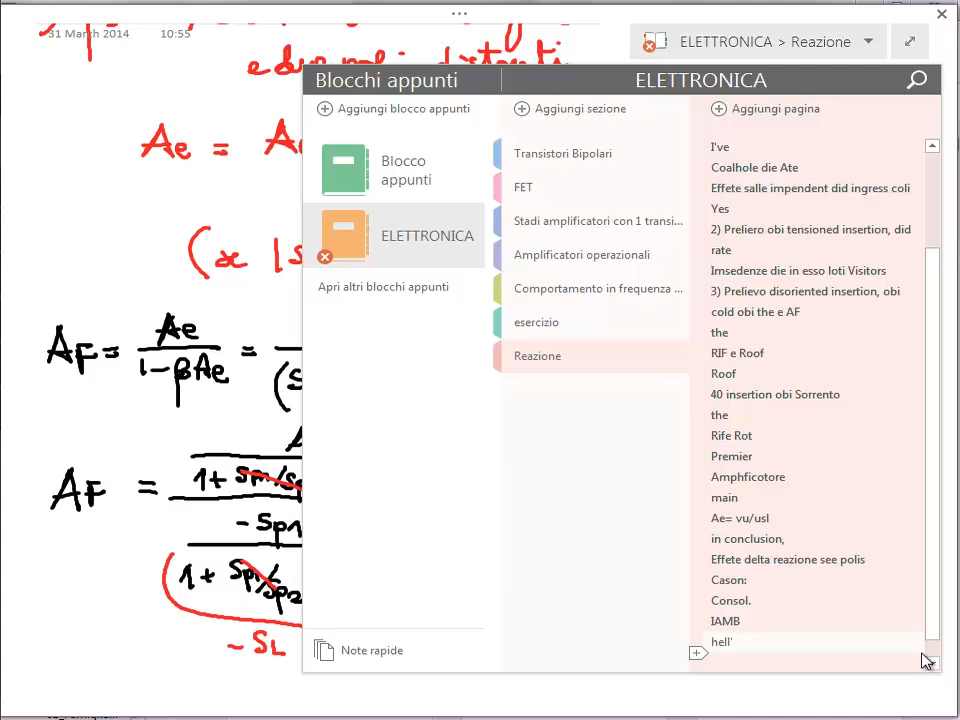 31 March 2014 10:55
ELETTRONICA > Reazione
Blocchi appunti
ELETTRONICA
Aggiungi blocco appunti
Aggiungi sezione
Aggiungi pagina
Blocco
appunti
ELETTRONICA
Apri altri blocchi appunti
Note rapide
Transistori Bipolari
FET
Stadi amplificatori con 1 transi...
Amplificatori operazionali
Comportamento in frequenza ...
esercizio
Reazione
I've
Coalhole die Ate
Effete salle impendent did ingress coli
Yes
2) Preliero obi tensioned insertion, did
rate
Imsedenze die in esso loti Visitors
3) Prelievo disoriented insertion, obi
cold obi the e AF
the
RIF e Roof
Roof
40 insertion obi Sorrento
the
Rife Rot
Premier
Amphficotore
main
Ae= vu/usl
in conclusion,
Effete delta reazione see polis
Cason:
Consol.
IAMB
hell'
Ae =
AF = Ae / 1-βAe =
AF =
- SL